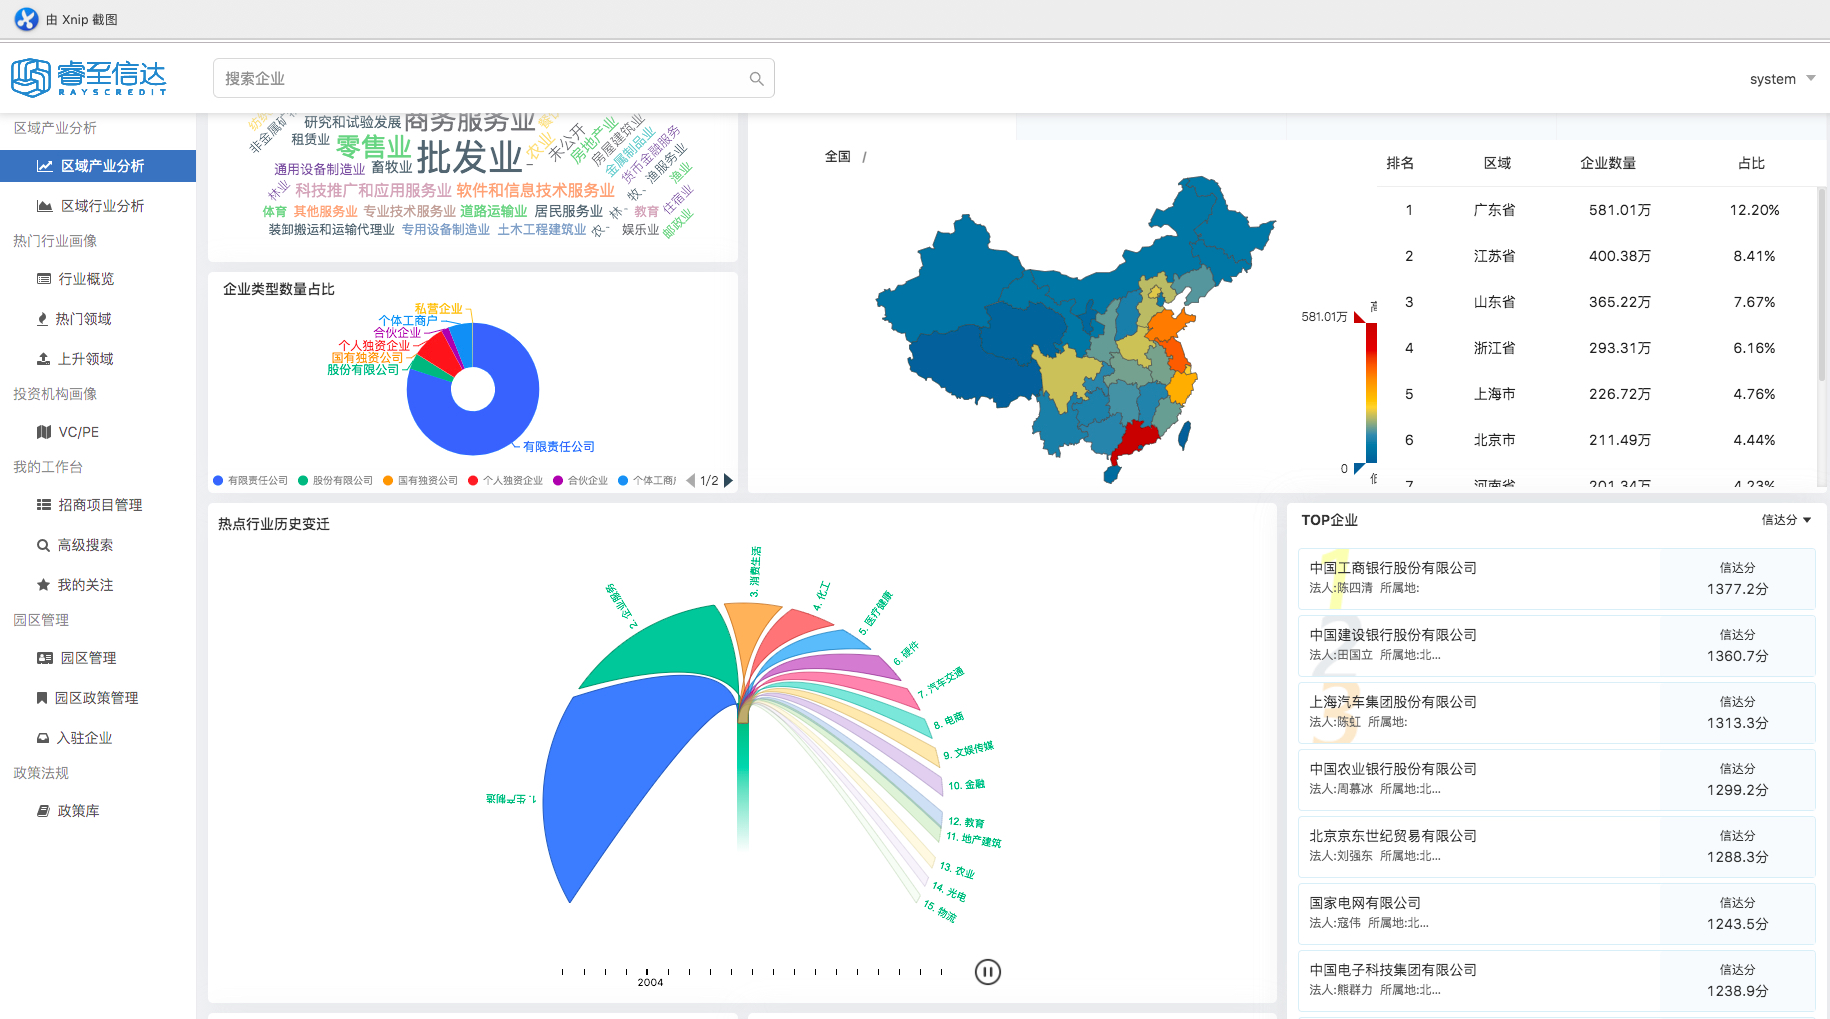 由 Xnip 截图
睿至信达
RAYSCREDIT
搜索企业
system
区域产业分析
区域产业分析
区域行业分析
热门行业画像
行业概览
热门领域
上升领域
投资机构画像
VC/PE
我的工作台
招商项目管理
高级搜索
我的关注
园区管理
园区管理
园区政策管理
入驻企业
政策法规
政策库
非金属矿
研究和试验发展
商务服务业
租赁业
零售业
批发业
农业
未公开
房地产业
房屋建筑业
金属制品业
货币金融服务
通用设备制造业
畜牧业
渔业
林业
科技推广和应用服务业
软件和信息技术服务业
牧、渔服务业
住宿业
体育
其他服务业
专业技术服务业
道路运输业
居民服务业
林、
教育
装卸搬运和运输代理业
专用设备制造业
土木工程建筑业
农、
娱乐业
邮政业
企业类型数量占比
私营企业
个体工商户
合伙企业
个人独资企业
国有独资公司
股份有限公司
有限责任公司
有限责任公司
股份有限公司
国有独资公司
个人独资企业
合伙企业
个体工商户
1/2
全国 /
581.01万
高
0
低
排名 区域 企业数量 占比
1 广东省 581.01万 12.20%
2 江苏省 400.38万 8.41%
3 山东省 365.22万 7.67%
4 浙江省 293.31万 6.16%
5 上海市 226.72万 4.76%
6 北京市 211.49万 4.44%
7 河南省 201.34万 4.23%
热点行业历史变迁
1. 生产制造
2. 企业服务
3. 消费生活
4. 化工
5. 医疗健康
6. 硬件
7. 汽车交通
8. 电商
9. 文娱传媒
10. 金融
12. 教育
11. 地产建筑
13. 农业
14. 光电
15. 物流
2004
TOP企业
信达分
1
中国工商银行股份有限公司
法人:陈四清 所属地:
信达分
1377.2分
2
中国建设银行股份有限公司
法人:田国立 所属地:北...
信达分
1360.7分
3
上海汽车集团股份有限公司
法人:陈虹 所属地:
信达分
1313.3分
中国农业银行股份有限公司
法人:周慕冰 所属地:北...
信达分
1299.2分
北京京东世纪贸易有限公司
法人:刘强东 所属地:北...
信达分
1288.3分
国家电网有限公司
法人:寇伟 所属地:北...
信达分
1243.5分
中国电子科技集团有限公司
法人:熊群力 所属地:北...
信达分
1238.9分